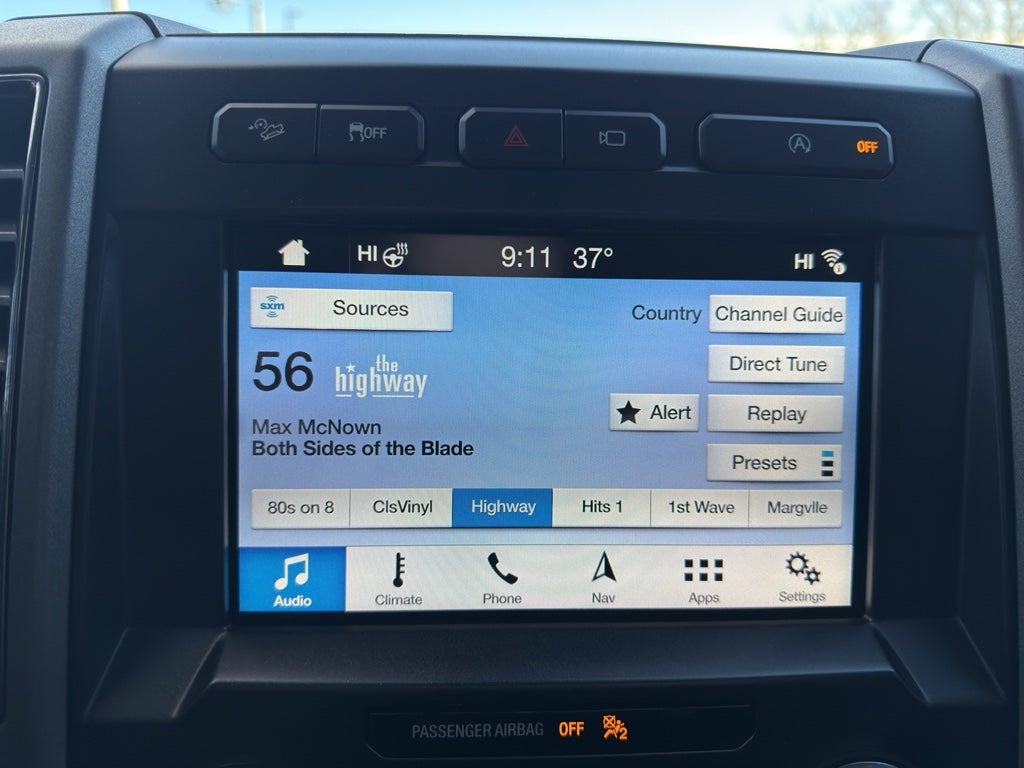 OFF
A OFF
HI 9:11 37° HI
sxm Sources
Country Channel Guide
56 the highway
Direct Tune
Alert Replay
Max McNown
Both Sides of the Blade
Presets
80s on 8 ClsVinyl Highway Hits 1 1st Wave Margvlle
Audio Climate Phone Nav Apps Settings
PASSENGER AIRBAG OFF 2